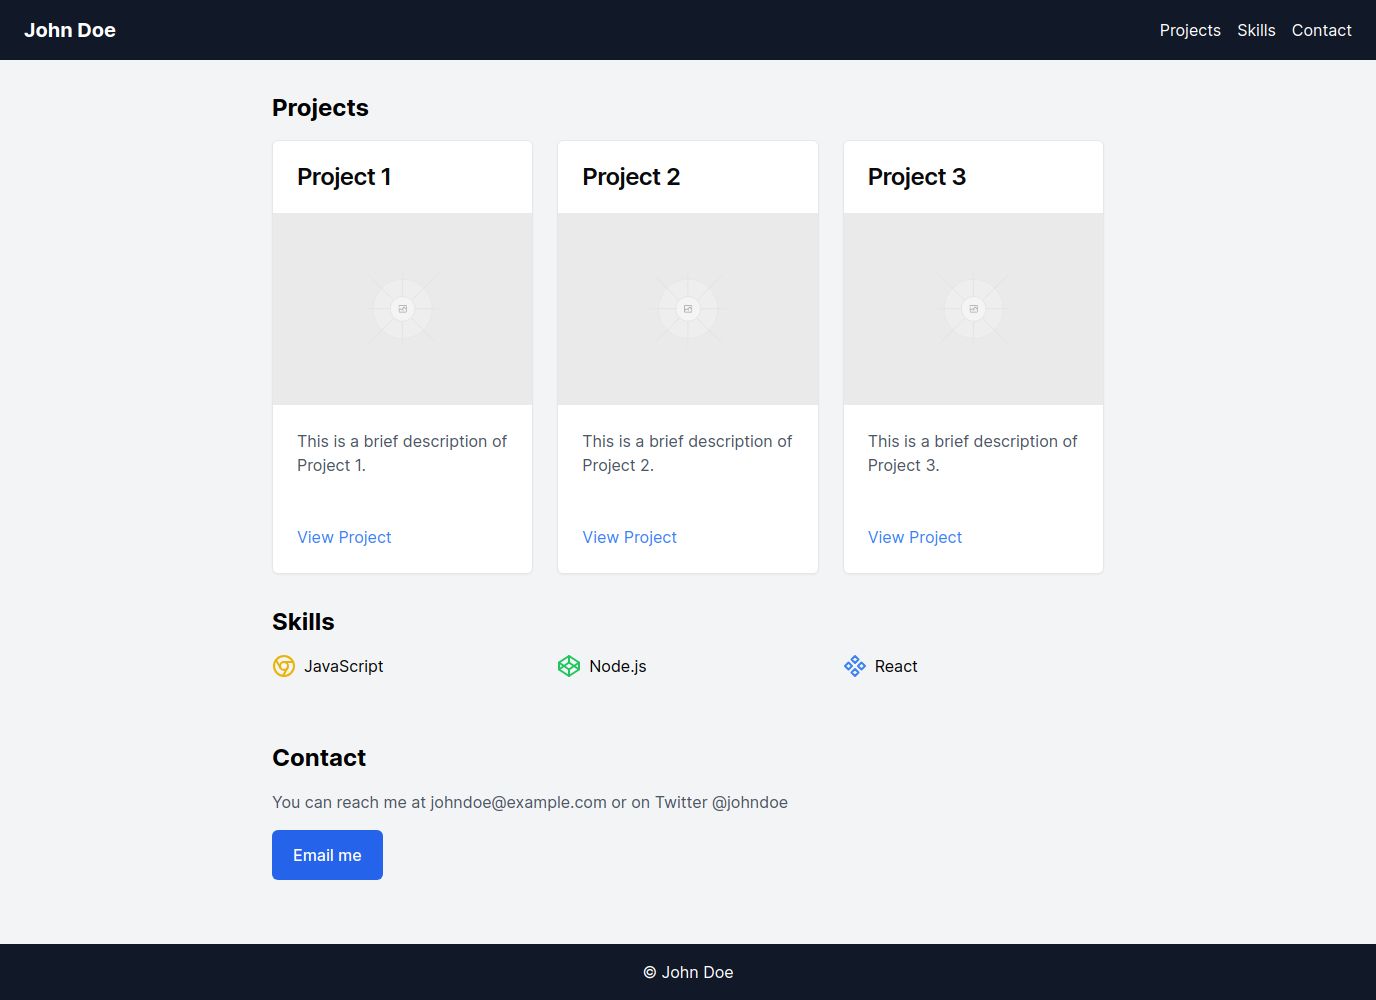 John Doe
Projects Skills Contact
Projects
Project 1
This is a brief description of
Project 1.
View Project
Project 2
This is a brief description of
Project 2.
View Project
Project 3
This is a brief description of
Project 3.
View Project
Skills
JavaScript
Node.js
React
Contact
You can reach me at johndoe@example.com or on Twitter @johndoe
Email me
© John Doe